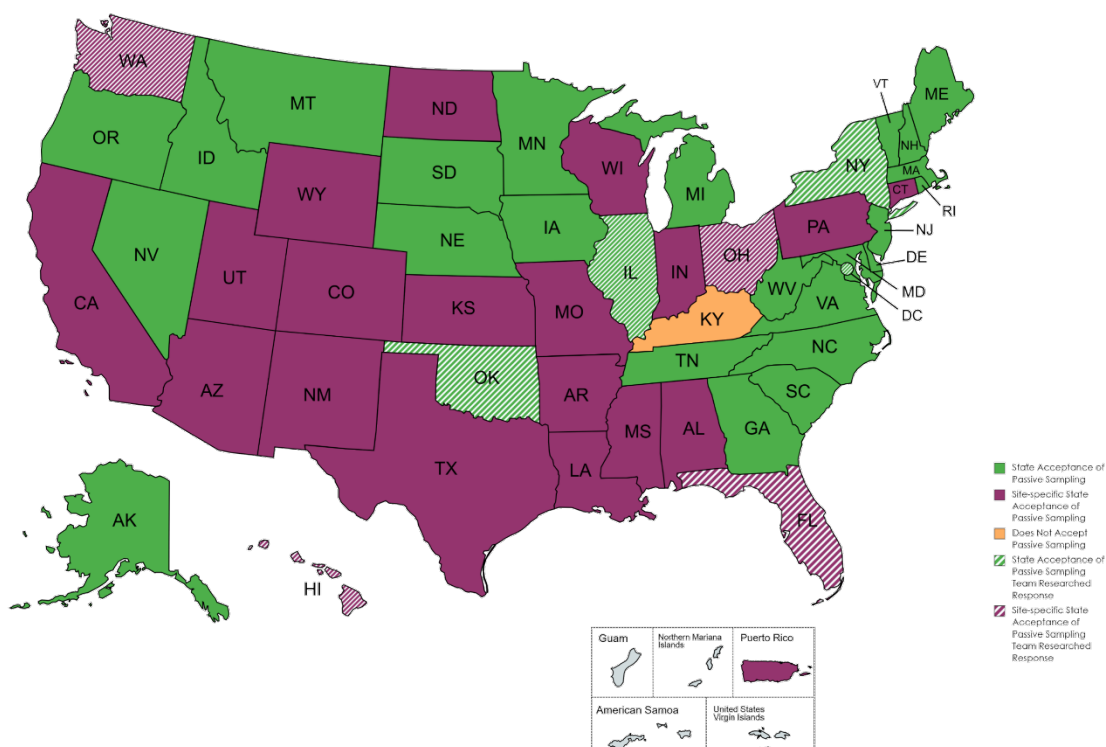 WA
MT
ND
MN
VT
ME
OR
ID
SD
WI
NY
NH
MA
WY
MI
CT
RI
NE
IA
PA
NJ
NV
UT
CO
IL
IN
OH
DE
CA
KS
MO
WV
VA
MD
KY
DC
NC
TN
AZ
NM
OK
AR
SC
MS
AL
GA
TX
LA
FL
AK
HI
State Acceptance of
Passive Sampling
Site-specific State
Acceptance of
Passive Sampling
Does Not Accept
Passive Sampling
State Acceptance of
Passive Sampling
Team Researched
Response
Site-specific State
Acceptance of
Passive Sampling
Team Researched
Response
Guam
Northern Mariana
Islands
Puerto Rico
American Samoa
United States
Virgin Islands